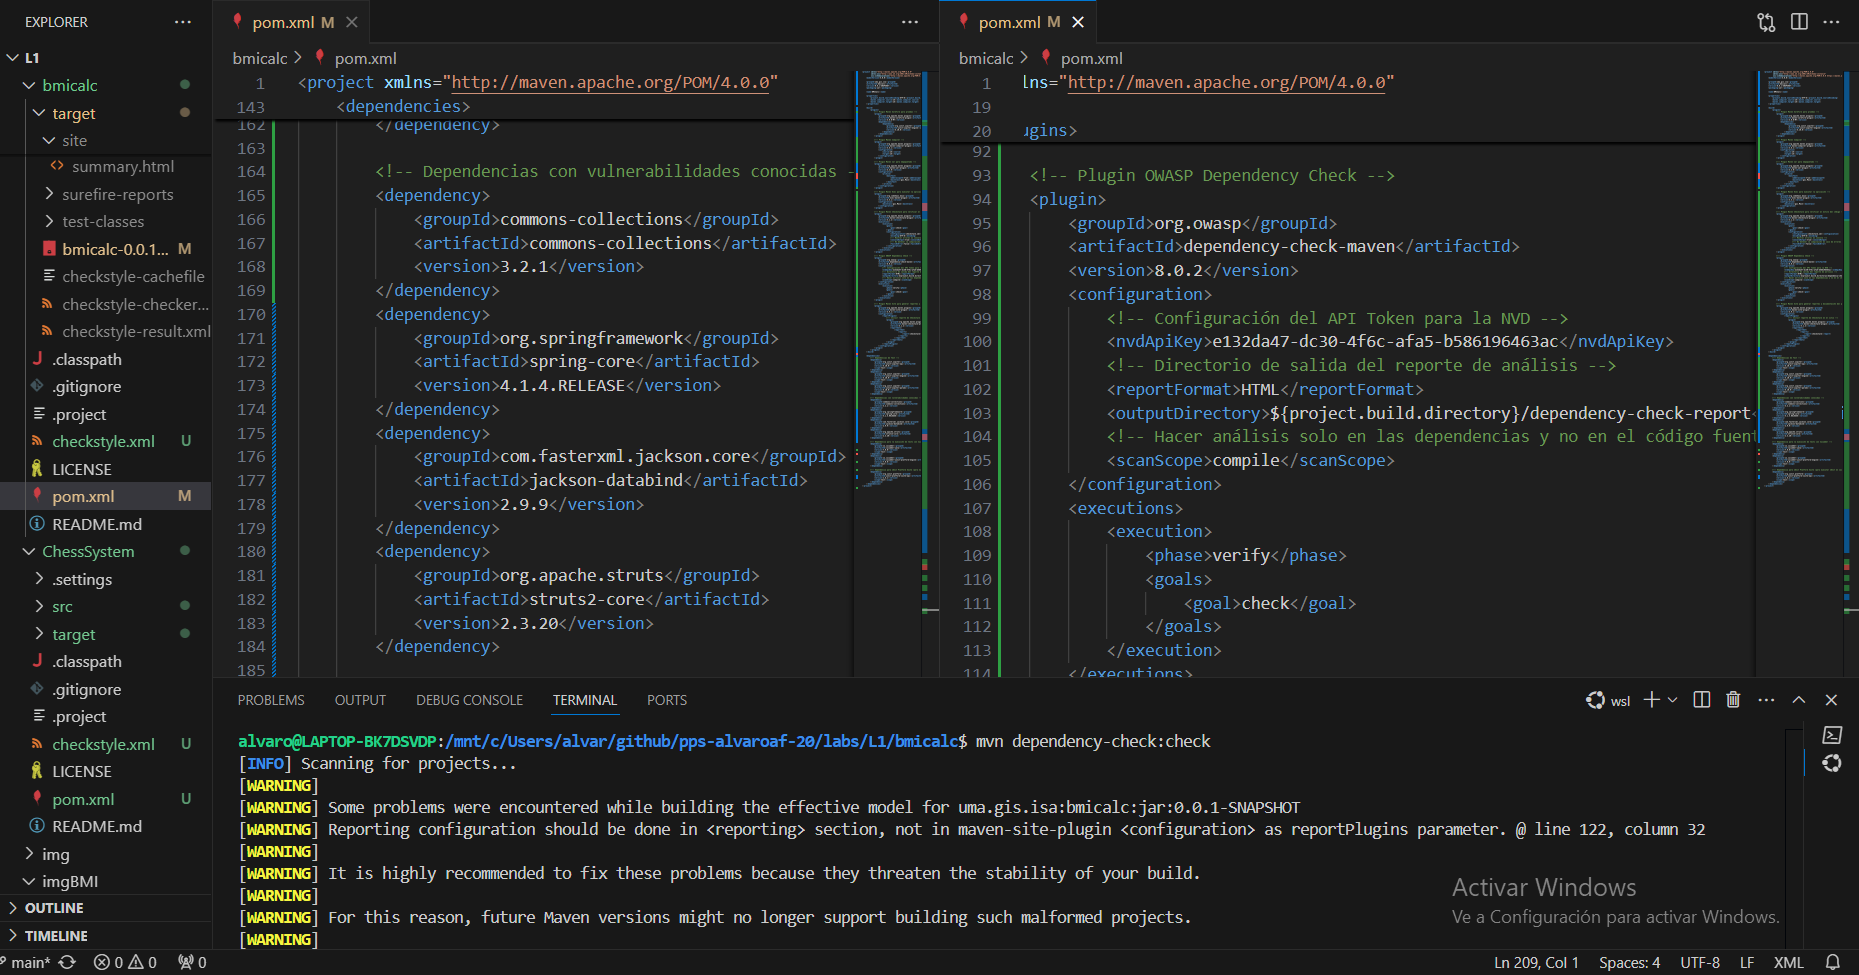 EXPLORER
L1
bmicalc
target
site
summary.html
surefire-reports
test-classes
bmicalc-0.0.1... M
checkstyle-cachefile
checkstyle-checker...
checkstyle-result.xml
.classpath
.gitignore
.project
checkstyle.xml U
LICENSE
pom.xml M
README.md
ChessSystem
.settings
src
target
.classpath
.gitignore
.project
checkstyle.xml U
LICENSE
pom.xml U
README.md
img
imgBMI
OUTLINE
TIMELINE
pom.xml M
bmicalc > pom.xml
1 <project xmlns="http://maven.apache.org/POM/4.0.0"
143 <dependencies>
162 </dependency>
163
164 <!-- Dependencias con vulnerabilidades conocidas -
165 <dependency>
166 <groupId>commons-collections</groupId>
167 <artifactId>commons-collections</artifactId>
168 <version>3.2.1</version>
169 </dependency>
170 <dependency>
171 <groupId>org.springframework</groupId>
172 <artifactId>spring-core</artifactId>
173 <version>4.1.4.RELEASE</version>
174 </dependency>
175 <dependency>
176 <groupId>com.fasterxml.jackson.core</groupId>
177 <artifactId>jackson-databind</artifactId>
178 <version>2.9.9</version>
179 </dependency>
180 <dependency>
181 <groupId>org.apache.struts</groupId>
182 <artifactId>struts2-core</artifactId>
183 <version>2.3.20</version>
184 </dependency>
185
pom.xml M
bmicalc > pom.xml
1 lns="http://maven.apache.org/POM/4.0.0"
19
20 ugins>
92
93 <!-- Plugin OWASP Dependency Check -->
94 <plugin>
95 <groupId>org.owasp</groupId>
96 <artifactId>dependency-check-maven</artifactId>
97 <version>8.0.2</version>
98 <configuration>
99 <!-- Configuración del API Token para la NVD -->
100 <nvdApiKey>e132da47-dc30-4f6c-afa5-b586196463ac</nvdApiKey>
101 <!-- Directorio de salida del reporte de análisis -->
102 <reportFormat>HTML</reportFormat>
103 <outputDirectory>${project.build.directory}/dependency-check-report<
104 <!-- Hacer análisis solo en las dependencias y no en el código fuent
105 <scanScope>compile</scanScope>
106 </configuration>
107 <executions>
108 <execution>
109 <phase>verify</phase>
110 <goals>
111 <goal>check</goal>
112 </goals>
113 </execution>
114 </executions>
PROBLEMS OUTPUT DEBUG CONSOLE TERMINAL PORTS
wsl
alvaro@LAPTOP-BK7DSVDP:/mnt/c/Users/alvar/github/pps-alvaroaf-20/labs/L1/bmicalc$ mvn dependency-check:check
[INFO] Scanning for projects...
[WARNING]
[WARNING] Some problems were encountered while building the effective model for uma.gis.isa:bmicalc:jar:0.0.1-SNAPSHOT
[WARNING] Reporting configuration should be done in <reporting> section, not in maven-site-plugin <configuration> as reportPlugins parameter. @ line 122, column 32
[WARNING]
[WARNING] It is highly recommended to fix these problems because they threaten the stability of your build.
[WARNING]
[WARNING] For this reason, future Maven versions might no longer support building such malformed projects.
[WARNING]
Activar Windows
Ve a Configuración para activar Windows.
main* 0 0 0
Ln 209, Col 1 Spaces: 4 UTF-8 LF XML